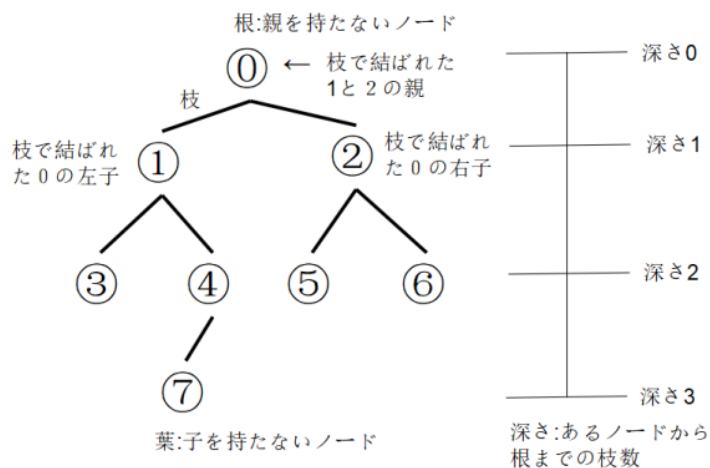 根:親を持たないノード
深さ0
⓪
←
枝で結ばれた
1と2の親
枝
枝で結ばれ
た0の左子
①
②
枝で結ばれ
た0の右子
深さ1
③
④
⑤
⑥
深さ2
⑦
深さ3
葉:子を持たないノード
深さ:あるノードから
根までの枝数